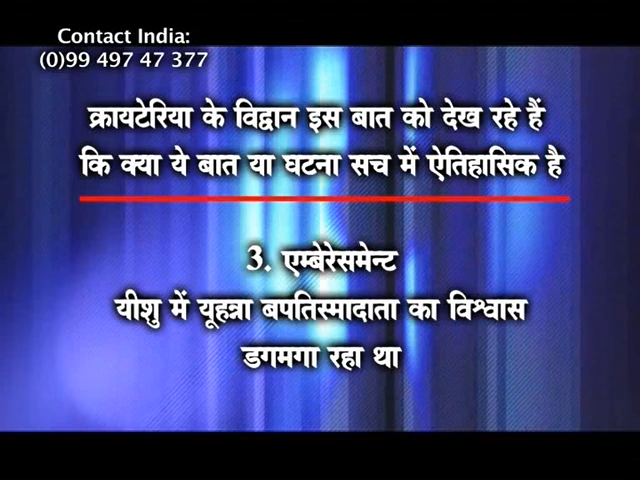 Contact India:
(0)99 497 47 377
क्रायटेरिया के विद्वान इस बात को देख रहे हैं
कि क्या ये बात या घटना सच में ऐतिहासिक है
3. एम्बेरेसमेन्ट
यीशु में यूहन्ना बपतिस्मादाता का विश्वास
डगमगा रहा था